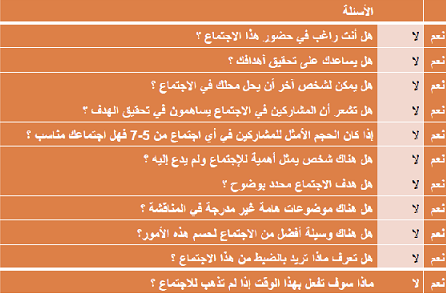 الأسئلة
نعم لا هل أنت راغب في حضور هذا الاجتماع ؟
نعم لا هل يساعدك على تحقيق أهدافك ؟
نعم لا هل يمكن لشخص آخر أن يحل محلك في الاجتماع ؟
نعم لا هل تشعر أن المشاركين في الاجتماع يساهمون في تحقيق الهدف ؟
نعم لا إذا كان الحجم الأمثل للمشاركين في أي اجتماع من 5-7 فهل اجتماعك مناسب ؟
نعم لا هل هناك شخص يمثل أهمية للإجتماع ولم يدع إليه ؟
نعم لا هل هدف الاجتماع محدد بوضوح ؟
نعم لا هل هناك موضوعات هامة غير مدرجة في المناقشة ؟
نعم لا هل هناك وسيلة أفضل من الاجتماع لحسم هذه الأمور؟
نعم لا هل تعرف ماذا تريد بالضبط من هذا الاجتماع ؟
نعم لا ماذا سوف تفعل بهذا الوقت إذا لم تذهب للاجتماع ؟